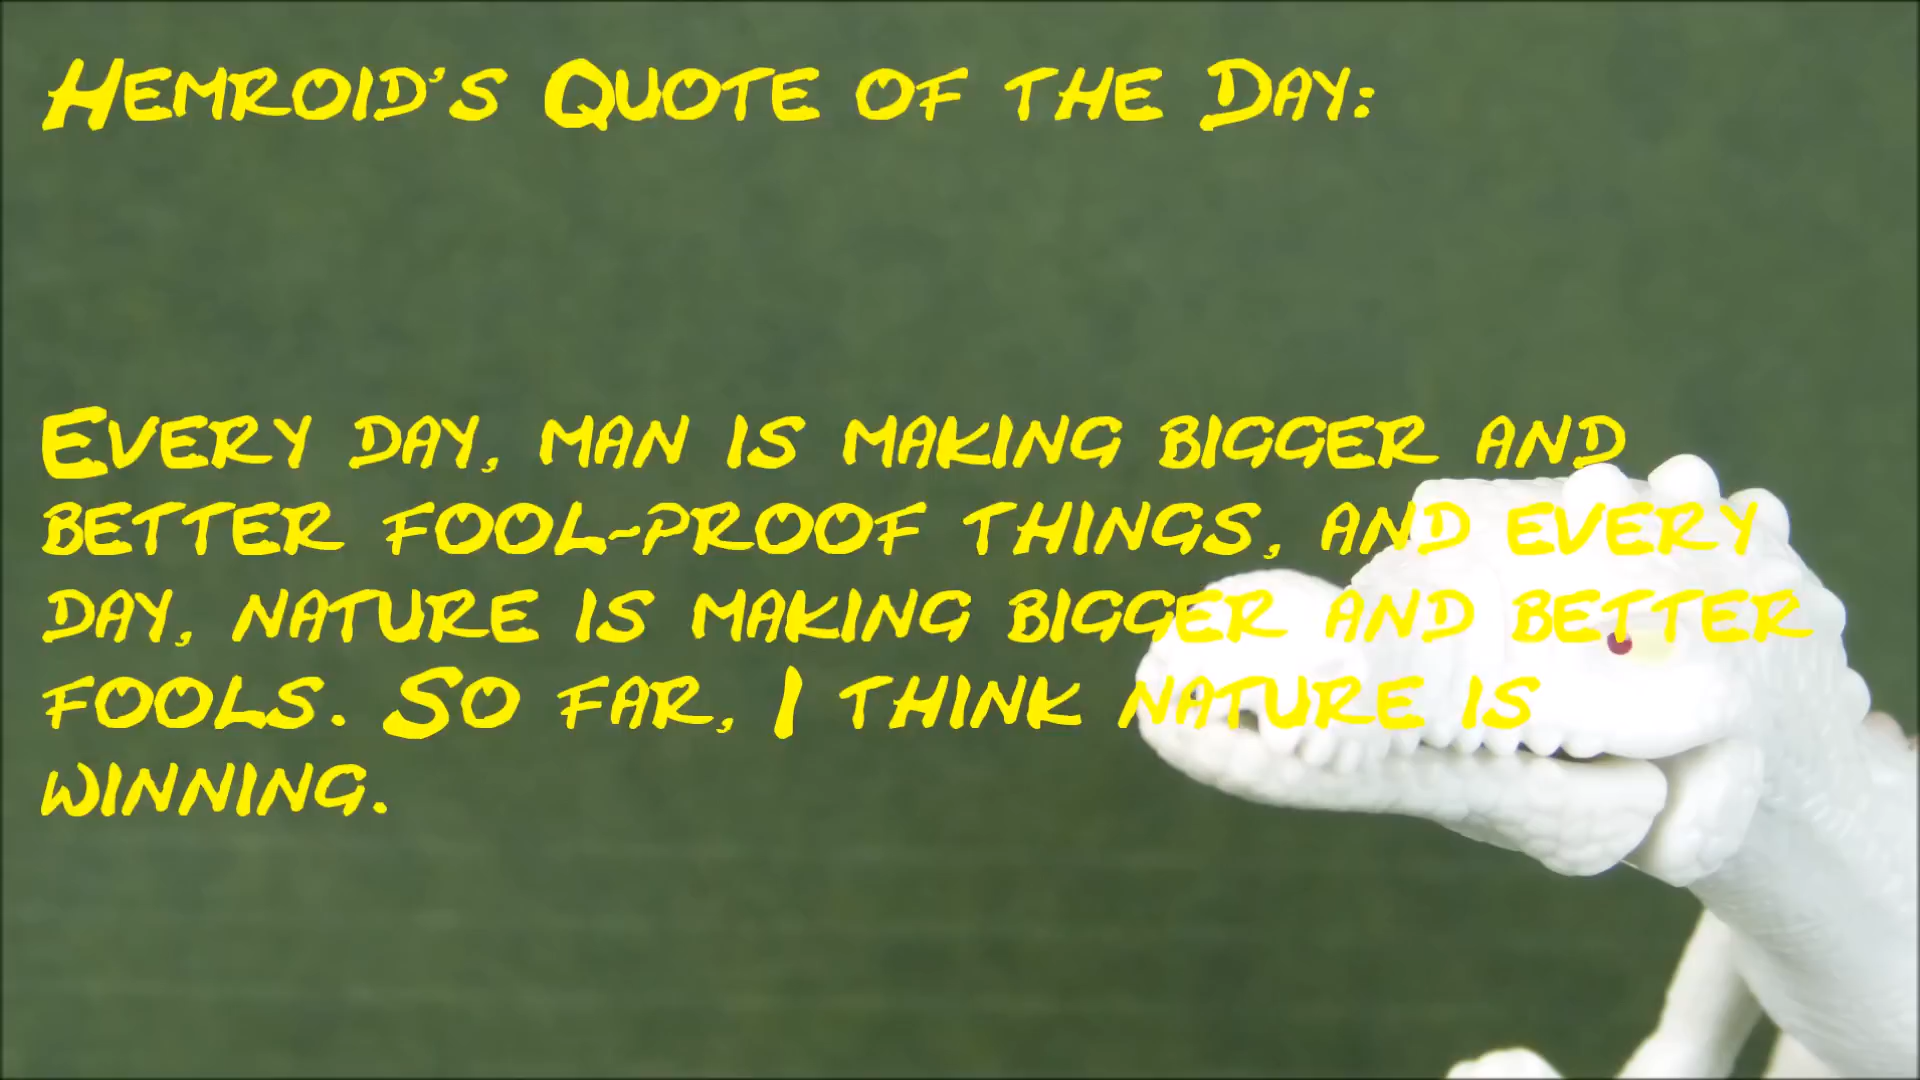 Hemroid's Quote of the Day:
Every day, man is making bigger and
better fool-proof things, and every
day, nature is making bigger and better
fools. So far, I think nature is
winning.